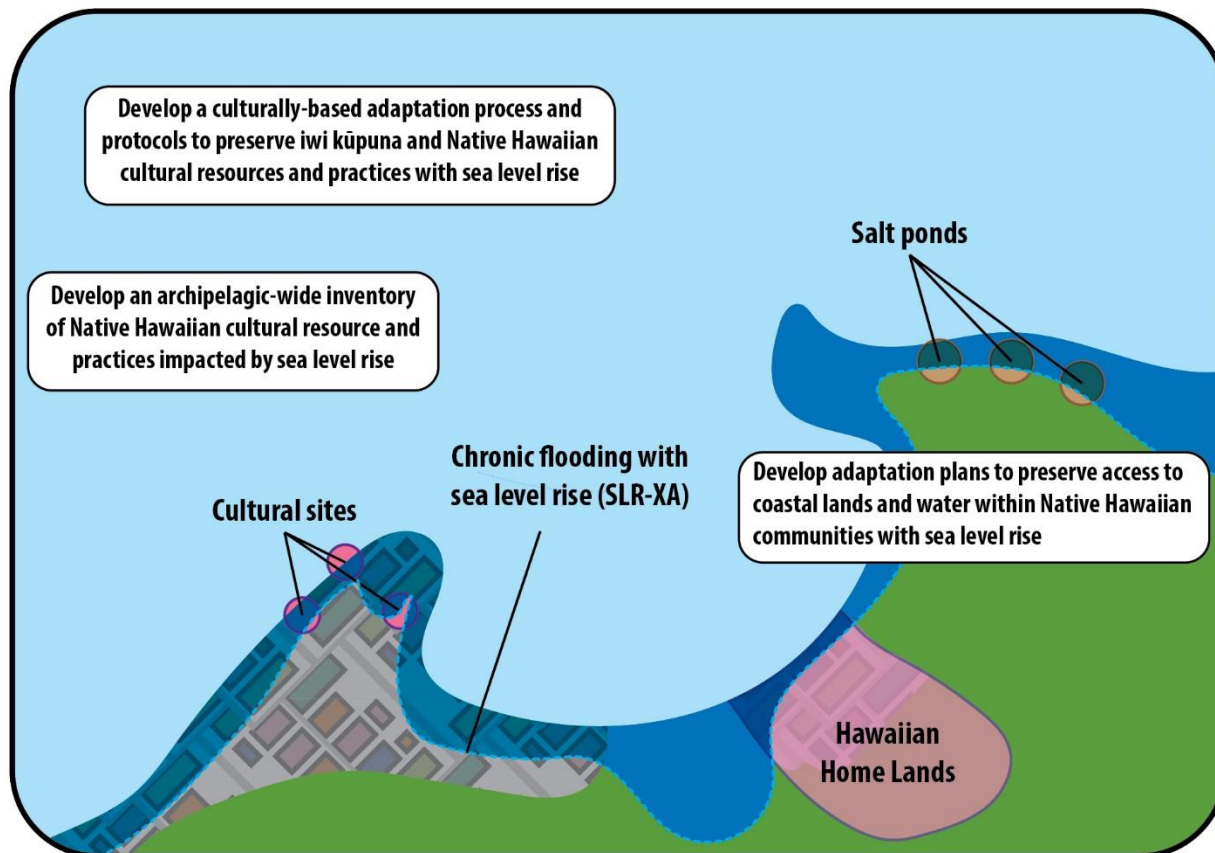 Develop a culturally-based adaptation process and
protocols to preserve iwi kūpuna and Native Hawaiian
cultural resources and practices with sea level rise
Develop an archipelagic-wide inventory
of Native Hawaiian cultural resource and
practices impacted by sea level rise
Salt ponds
Chronic flooding with
sea level rise (SLR-XA)
Cultural sites
Develop adaptation plans to preserve access to
coastal lands and water within Native Hawaiian
communities with sea level rise
Hawaiian
Home Lands